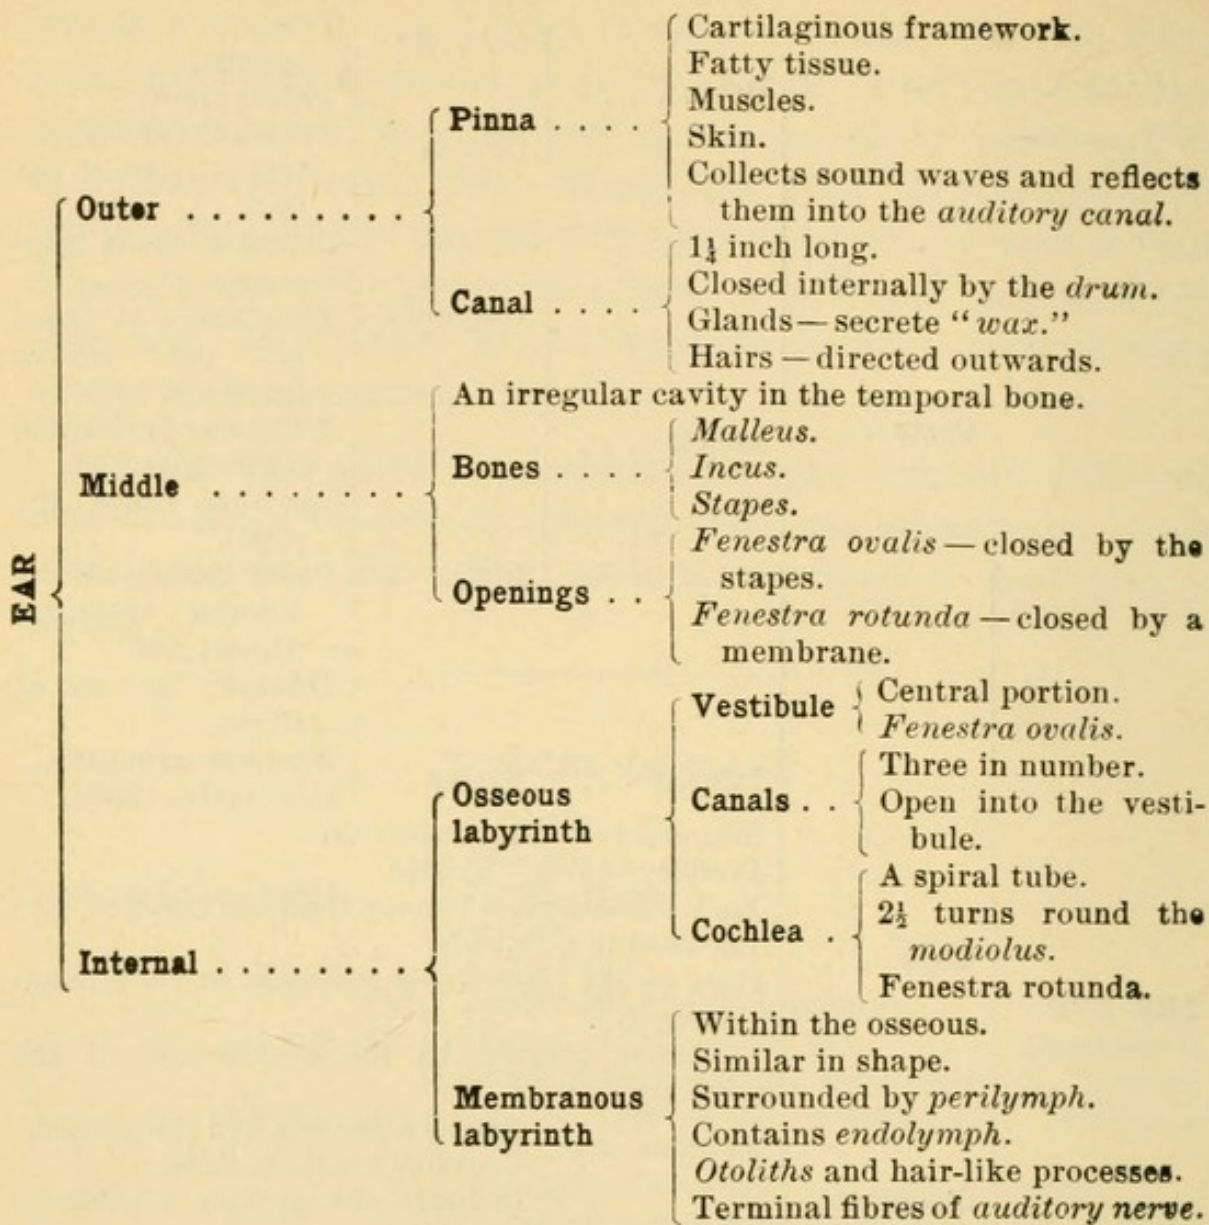 EAR
Outer . . . . . . . . .
Pinna . . . .
Cartilaginous framework.
Fatty tissue.
Muscles.
Skin.
Collects sound waves and reflects
them into the auditory canal.
Canal . . . .
1¼ inch long.
Closed internally by the drum.
Glands — secrete “wax.”
Hairs — directed outwards.
Middle . . . . . . . .
An irregular cavity in the temporal bone.
Bones . . . .
Malleus.
Incus.
Stapes.
Openings . .
Fenestra ovalis — closed by the
stapes.
Fenestra rotunda — closed by a
membrane.
Internal . . . . . . . .
Osseous
labyrinth
Vestibule
Central portion.
Fenestra ovalis.
Canals . .
Three in number.
Open into the vesti-
bule.
Cochlea .
A spiral tube.
2½ turns round the
modiolus.
Fenestra rotunda.
Membranous
labyrinth
Within the osseous.
Similar in shape.
Surrounded by perilymph.
Contains endolymph.
Otoliths and hair-like processes.
Terminal fibres of auditory nerve.